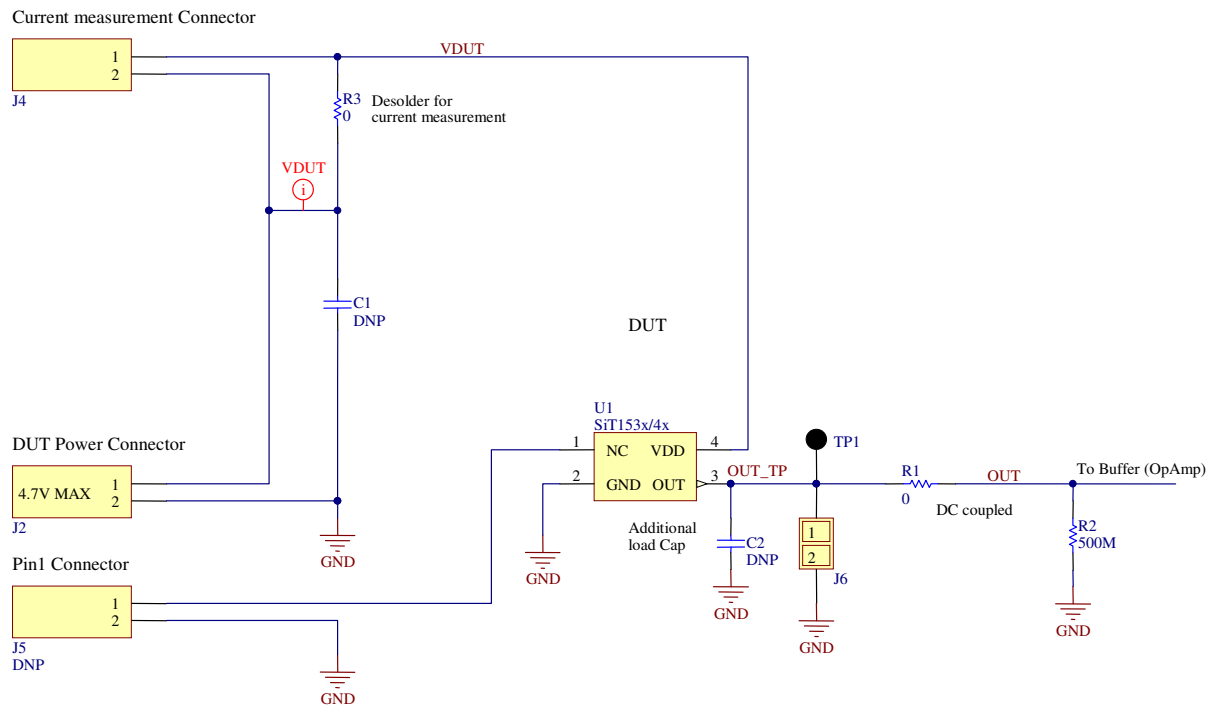 Current measurement Connector
1
2
J4
VDUT
R3
0
Desolder for
current measurement
VDUT
i
C1
DNP
DUT
DUT Power Connector
4.7V MAX
1
2
J2
GND
U1
SiT153x/4x
1
NC
VDD
4
2
GND
OUT
3
GND
OUT_TP
TP1
Additional
load Cap
C2
DNP
GND
1
2
J6
GND
R1
0
DC coupled
OUT
To Buffer (OpAmp)
R2
500M
GND
Pin1 Connector
1
2
J5
DNP
GND